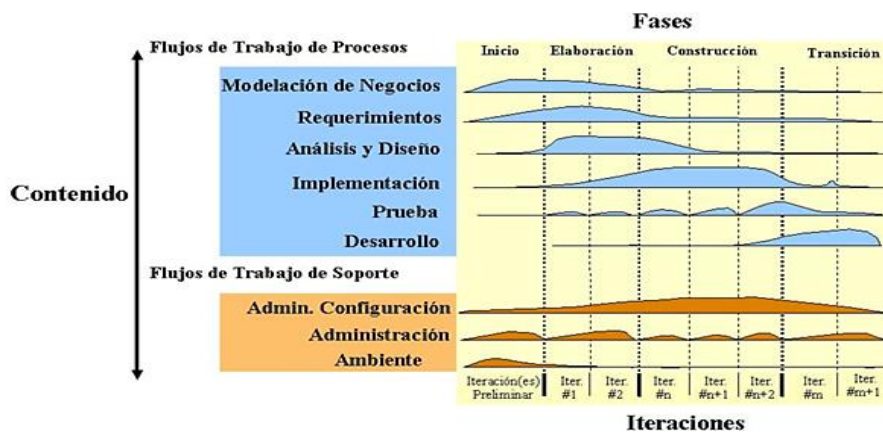 Fases
Flujos de Trabajo de Procesos
Inicio Elaboración Construcción Transición
Modelación de Negocios
Requerimientos
Análisis y Diseño
Implementación
Prueba
Desarrollo
Contenido
Flujos de Trabajo de Soporte
Admin. Configuración
Administración
Ambiente
Iteración(es) Iter. Iter. Iter. Iter. Iter. Iter. Iter.
Preliminar #1 #2 #n #n+1 #n+2 #m #m+1
Iteraciones